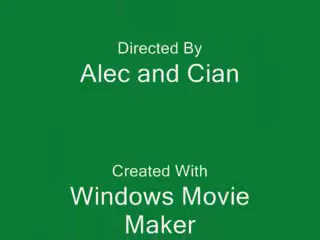 Directed By
Alec and Cian
Created With
Windows Movie
Maker